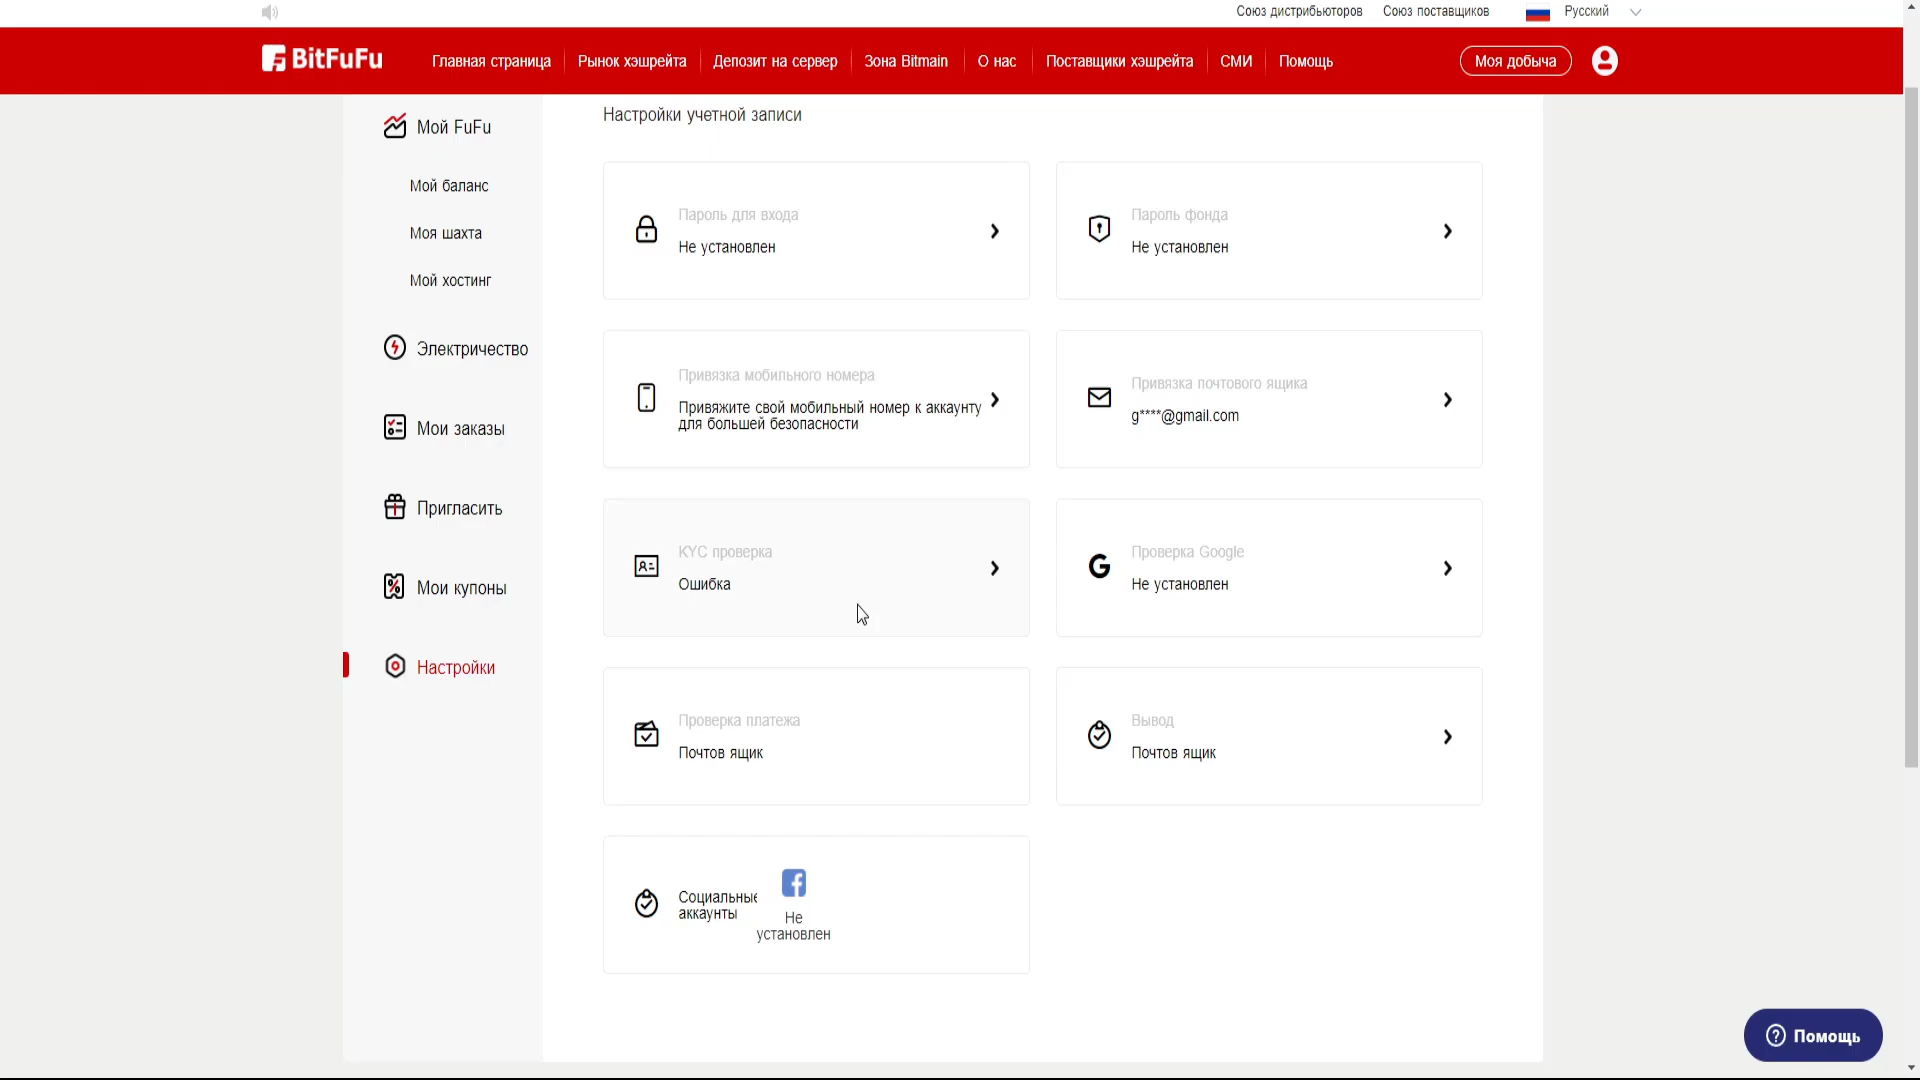 Союз дистрибьюторов Союз поставщиков Русский
BitFuFu Главная страница Рынок хэшрейта Депозит на сервер Зона Bitmain О нас Поставщики хэшрейта СМИ Помощь Моя добыча
Мой FuFu
Мой баланс
Моя шахта
Мой хостинг
Электричество
Мои заказы
Пригласить
Мои купоны
Настройки
Настройки учетной записи
Пароль для входа
Не установлен
Пароль фонда
Не установлен
Привязка мобильного номера
Привяжите свой мобильный номер к аккаунту
для большей безопасности
Привязка почтового ящика
g****@gmail.com
KYC проверка
Ошибка
Проверка Google
Не установлен
Проверка платежа
Почтов ящик
Вывод
Почтов ящик
Социальные
аккаунты
Не
установлен
Помощь